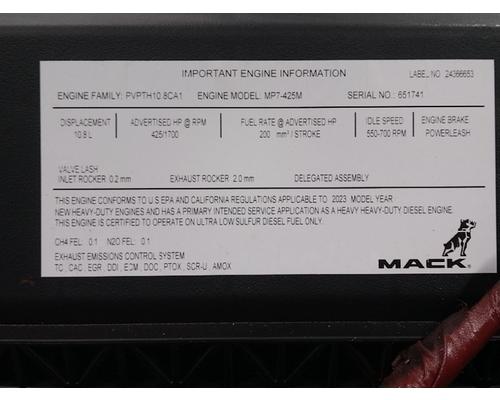 IMPORTANT ENGINE INFORMATION LABEL NO 24366653
ENGINE FAMILY: PVPTH10.8CA1 ENGINE MODEL: MP7-425M SERIAL NO.: 651741
DISPLACEMENT ADVERTISED HP @ RPM FUEL RATE @ ADVERTISED HP IDLE SPEED ENGINE BRAKE
10.8 L 425/1700 200 mm³ / STROKE 550-700 RPM POWERLEASH
VALVE LASH
INLET ROCKER 0.2 mm EXHAUST ROCKER 2.0 mm DELEGATED ASSEMBLY
THIS ENGINE CONFORMS TO U.S EPA AND CALIFORNIA REGULATIONS APPLICABLE TO 2023 MODEL YEAR
NEW HEAVY-DUTY ENGINES AND HAS A PRIMARY INTENDED SERVICE APPLICATION AS A HEAVY HEAVY-DUTY DIESEL ENGINE
THIS ENGINE IS CERTIFIED TO OPERATE ON ULTRA LOW SULFUR DIESEL FUEL ONLY.
CH4 FEL: 0.1 N2O FEL: 0.1
EXHAUST EMISSIONS CONTROL SYSTEM
TC , CAC , EGR , DDI , ECM , DOC , PTOX , SCR-U , AMOX
MACK